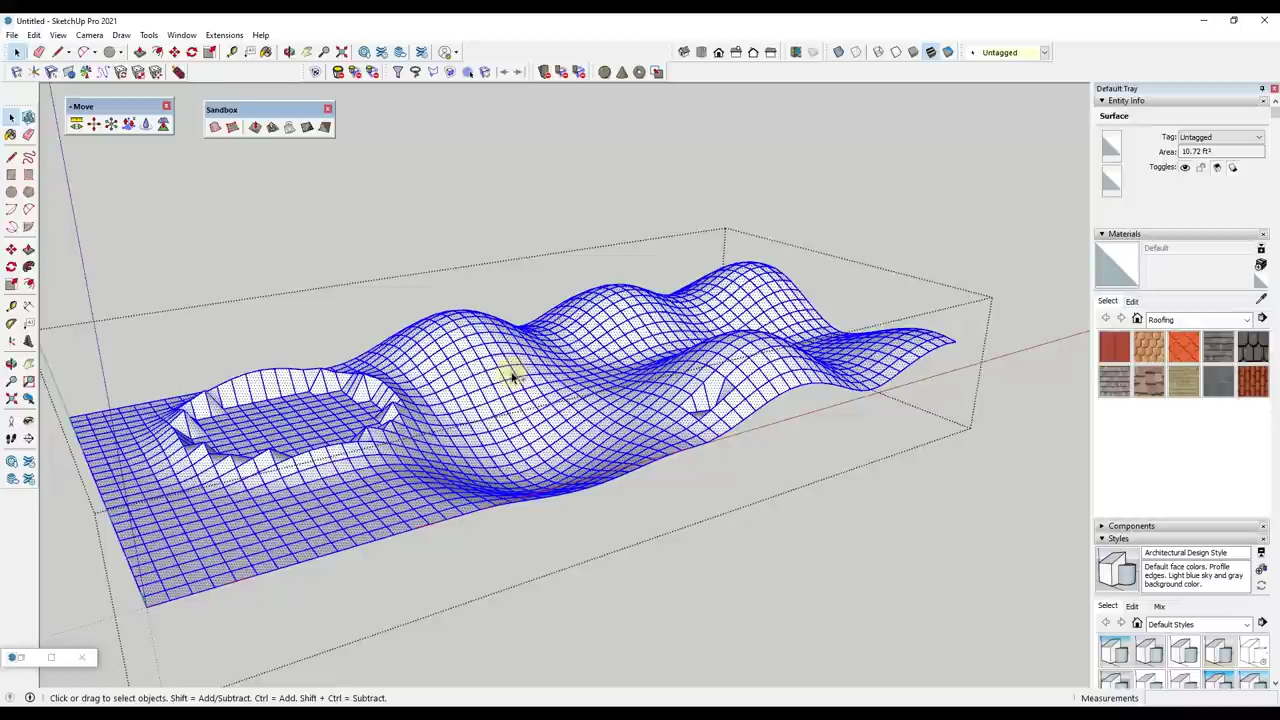 Untitled - SketchUp Pro 2021
File Edit View Camera Draw Tools Window Extensions Help
Untagged
Default Tray
Move
Sandbox
Entity Info
Surface
Tag: Untagged
Area: 10.72 ft²
Toggles:
Materials
Default
Select Edit
Roofing
Components
Styles
Architectural Design Style
Default face colors. Profile
edges. Light blue sky and gray
background color.
Select Edit Mix
Default Styles
Click or drag to select objects. Shift = Add/Subtract. Ctrl = Add. Shift + Ctrl = Subtract.
Measurements